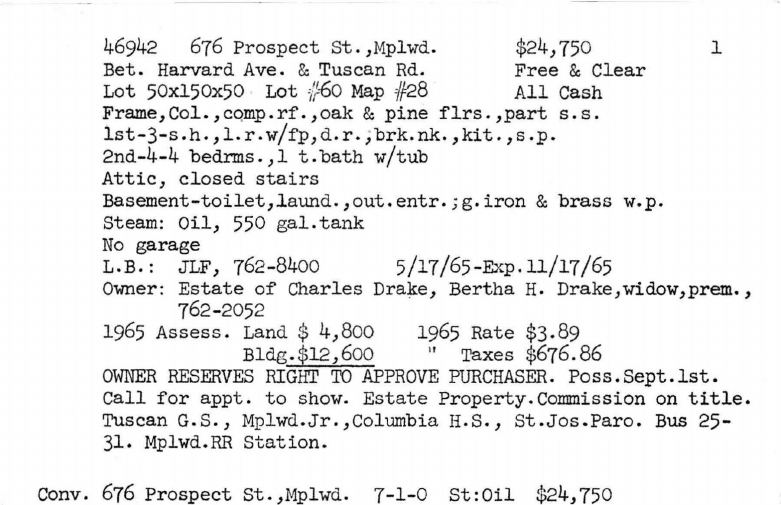 46942 676 Prospect St.,Mplwd. $24,750 1
Bet. Harvard Ave. & Tuscan Rd. Free & Clear
Lot 50x150x50 Lot #60 Map #28 All Cash
Frame,Col.,comp.rf.,oak & pine flrs.,part s.s.
1st-3-s.h.,l.r.w/fp,d.r.,brk.nk.,kit.,s.p.
2nd-4-4 bedrms.,1 t.bath w/tub
Attic, closed stairs
Basement-toilet,laund.,out.entr.;g.iron & brass w.p.
Steam: Oil, 550 gal.tank
No garage
L.B.: JLF, 762-8400 5/17/65-Exp.11/17/65
Owner: Estate of Charles Drake, Bertha H. Drake,widow,prem.,
762-2052
1965 Assess. Land $ 4,800 1965 Rate $3.89
Bldg.$12,600 " Taxes $676.86
OWNER RESERVES RIGHT TO APPROVE PURCHASER. Poss.Sept.1st.
Call for appt. to show. Estate Property.Commission on title.
Tuscan G.S., Mplwd.Jr.,Columbia H.S., St.Jos.Paro. Bus 25-
31. Mplwd.RR Station.
Conv. 676 Prospect St.,Mplwd. 7-1-0 St:Oil $24,750